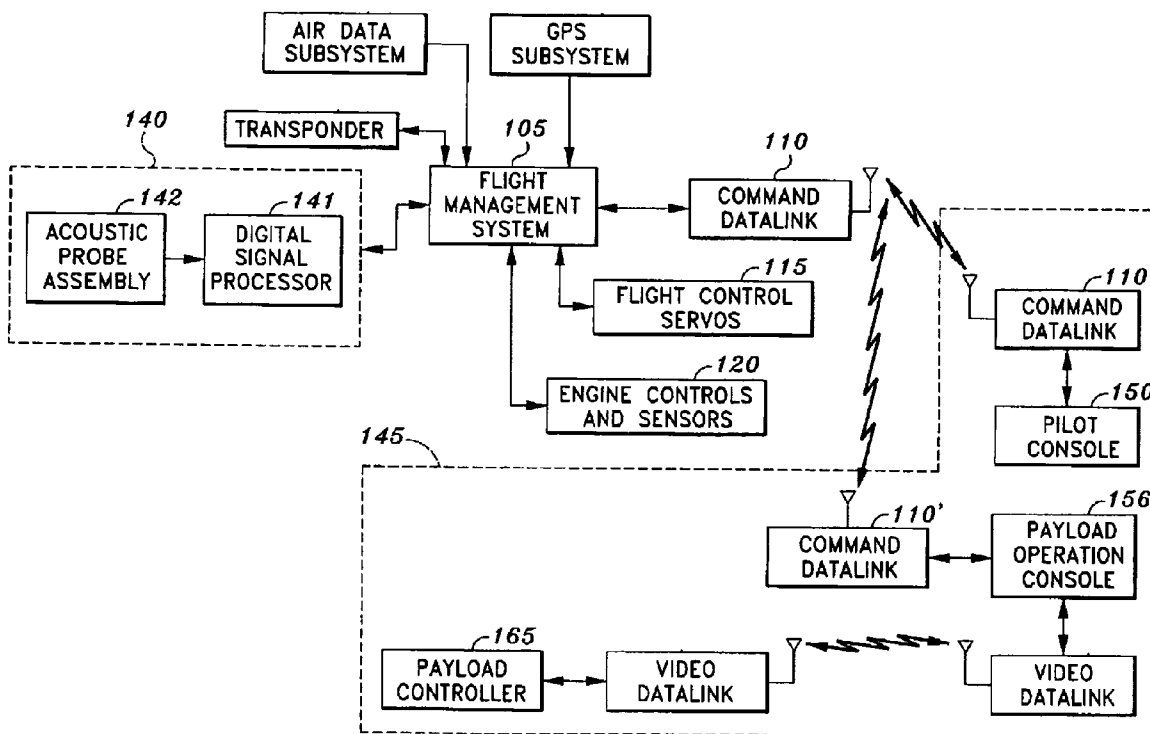 AIR DATA
SUBSYSTEM
GPS
SUBSYSTEM
TRANSPONDER
140
105
110
142
141
FLIGHT
MANAGEMENT
SYSTEM
COMMAND
DATALINK
ACOUSTIC
PROBE
ASSEMBLY
DIGITAL
SIGNAL
PROCESSOR
115
FLIGHT CONTROL
SERVOS
110
COMMAND
DATALINK
120
ENGINE CONTROLS
AND SENSORS
150
PILOT
CONSOLE
145
110'
COMMAND
DATALINK
156
PAYLOAD
OPERATION
CONSOLE
165
PAYLOAD
CONTROLLER
VIDEO
DATALINK
VIDEO
DATALINK